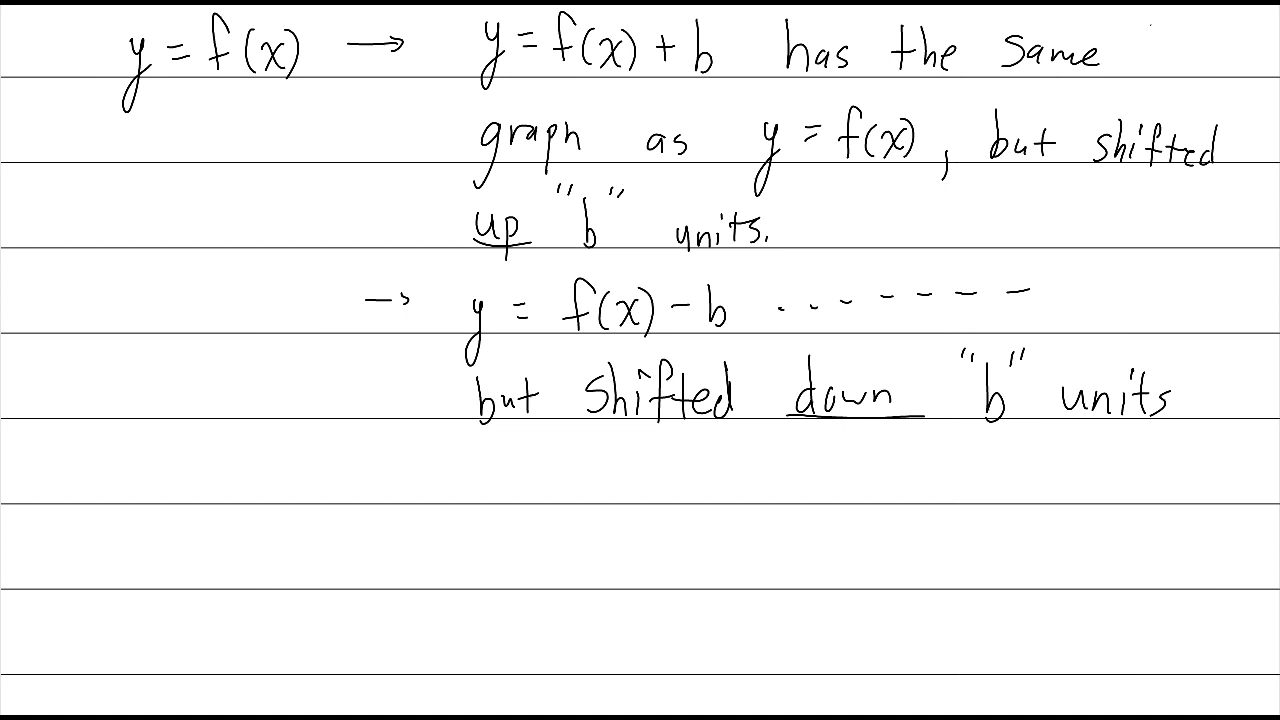 y = f(x) → y = f(x) + b has the same
graph as y = f(x), but shifted
up "b" units.
→ y = f(x) - b . . - - - - -
but shifted down "b" units